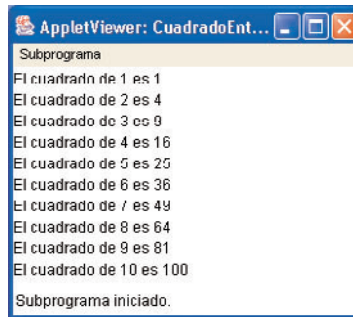 AppletViewer: CuadradoEnt...
Subprograma
El cuadrado de 1 es 1
El cuadrado de 2 es 4
El cuadrado de 3 es 9
El cuadrado de 4 es 16
El cuadrado de 5 es 25
El cuadrado de 6 es 36
El cuadrado de 7 es 49
El cuadrado de 8 es 64
El cuadrado de 9 es 81
El cuadrado de 10 es 100
Subprograma iniciado.